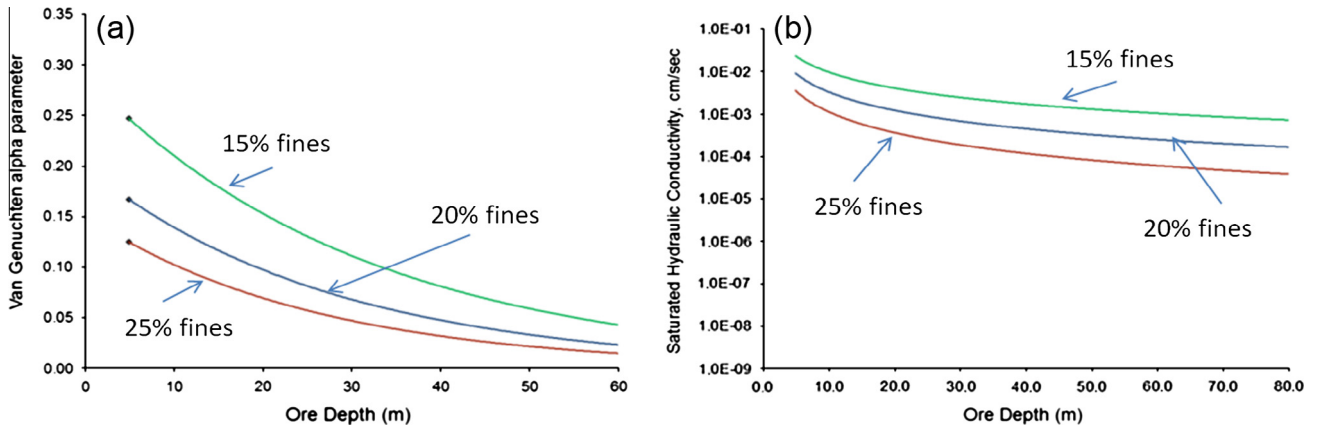 (a)
Van Genuchten alpha parameter
0.35
0.30
0.25
0.20
0.15
0.10
0.05
0.00
15% fines
20% fines
25% fines
0 10 20 30 40 50 60
Ore Depth (m)
(b)
Saturated Hydraulic Conductivity, cm/sec
1.0E-01
1.0E-02
1.0E-03
1.0E-04
1.0E-05
1.0E-06
1.0E-07
1.0E-08
1.0E-09
15% fines
25% fines
20% fines
0.0 10.0 20.0 30.0 40.0 50.0 60.0 70.0 80.0
Ore Depth (m)